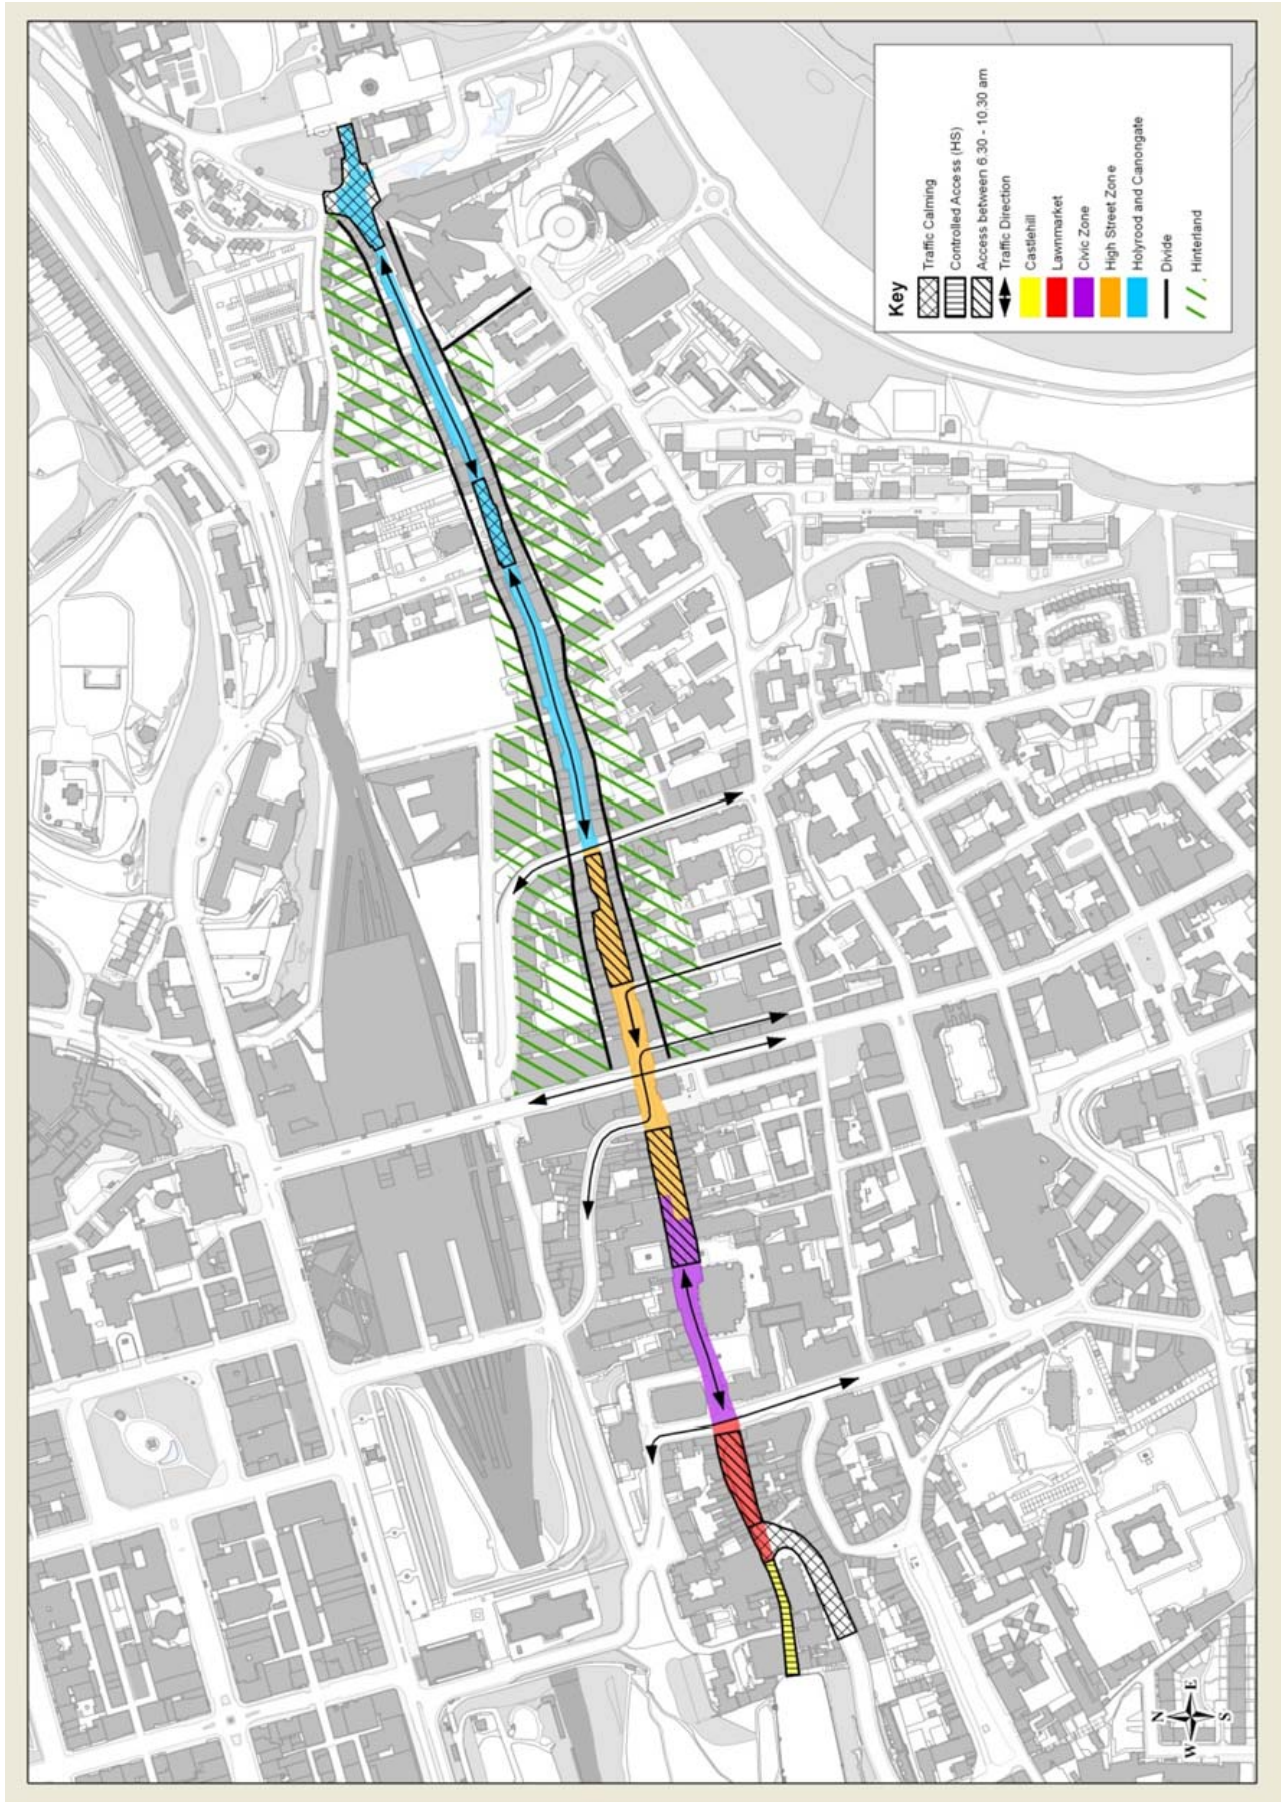 Key
Traffic Calming
Controlled Access (HS)
Access between 6.30 - 10.30 am
Traffic Direction
Castlehill
Lawnmarket
Civic Zone
High Street Zone
Holyrood and Canongate
Divide
Hinterland
N
W E
S